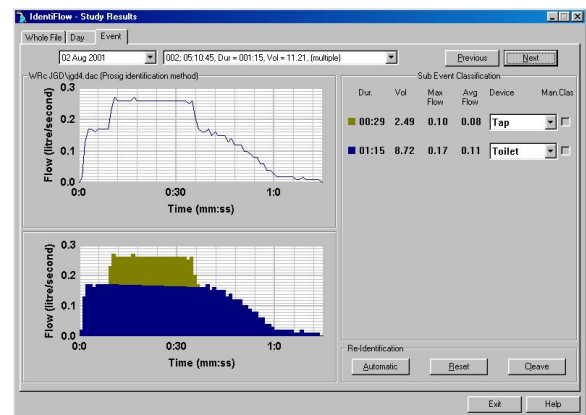 IdentiFlow - Study Results
Whole File Day Event
02 Aug 2001 002; 05:10:45, Dur = 001:15, Vol = 11.21, (multiple) Previous Next
WRc JGD\jgd4.dac (Prosig identification method)
0.3
0.2
0.1
0.0
Flow (litre/second)
0:0 0:30 1:0
Time (mm:ss)
0.3
0.2
0.1
0.0
Flow (litre/second)
0:0 0:30 1:0
Time (mm:ss)
Sub Event Classification
Dur. Vol Max Flow Avg Flow Device Man.Clas
00:29 2.49 0.10 0.08 Tap
01:15 8.72 0.17 0.11 Toilet
Re-Identification
Automatic Reset Cleave
Exit Help